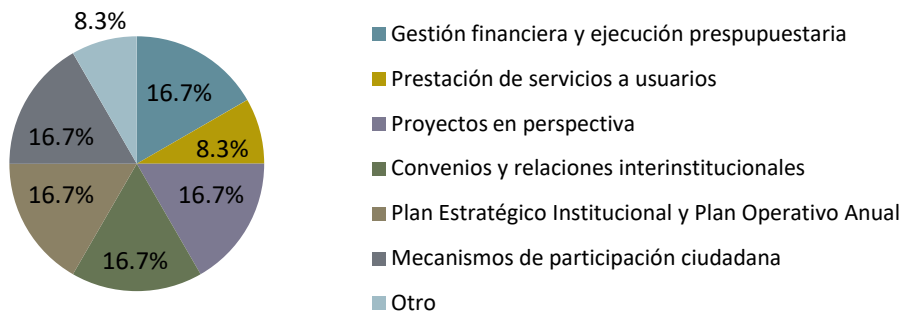 8.3%
16.7%
8.3%
16.7%
16.7%
16.7%
16.7%
Gestión financiera y ejecución prespupuestaria
Prestación de servicios a usuarios
Proyectos en perspectiva
Convenios y relaciones interinstitucionales
Plan Estratégico Institucional y Plan Operativo Anual
Mecanismos de participación ciudadana
Otro